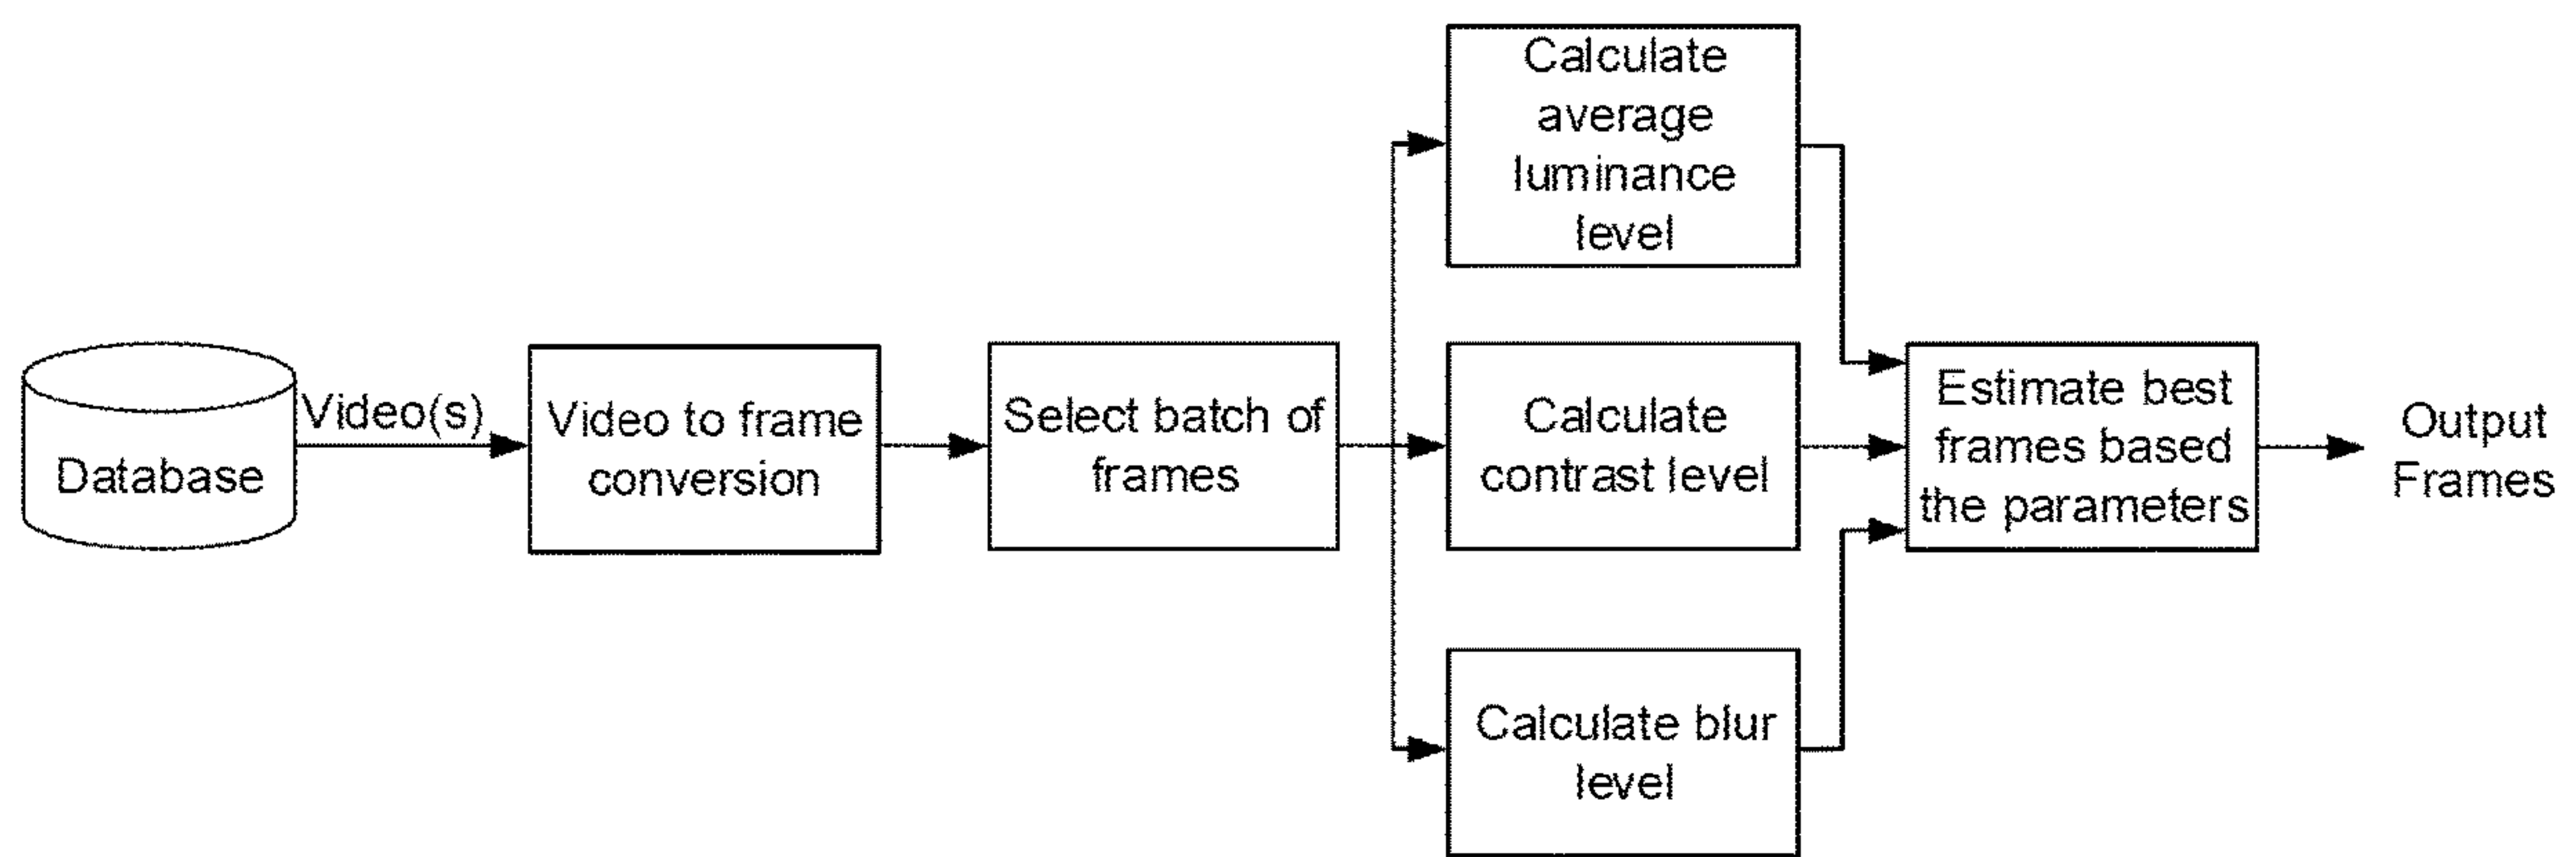 Database
Video(s)
Video to frame
conversion
Select batch of
frames
Calculate
average
luminance
level
Calculate
contrast level
Calculate blur
level
Estimate best
frames based
the parameters
Output
Frames